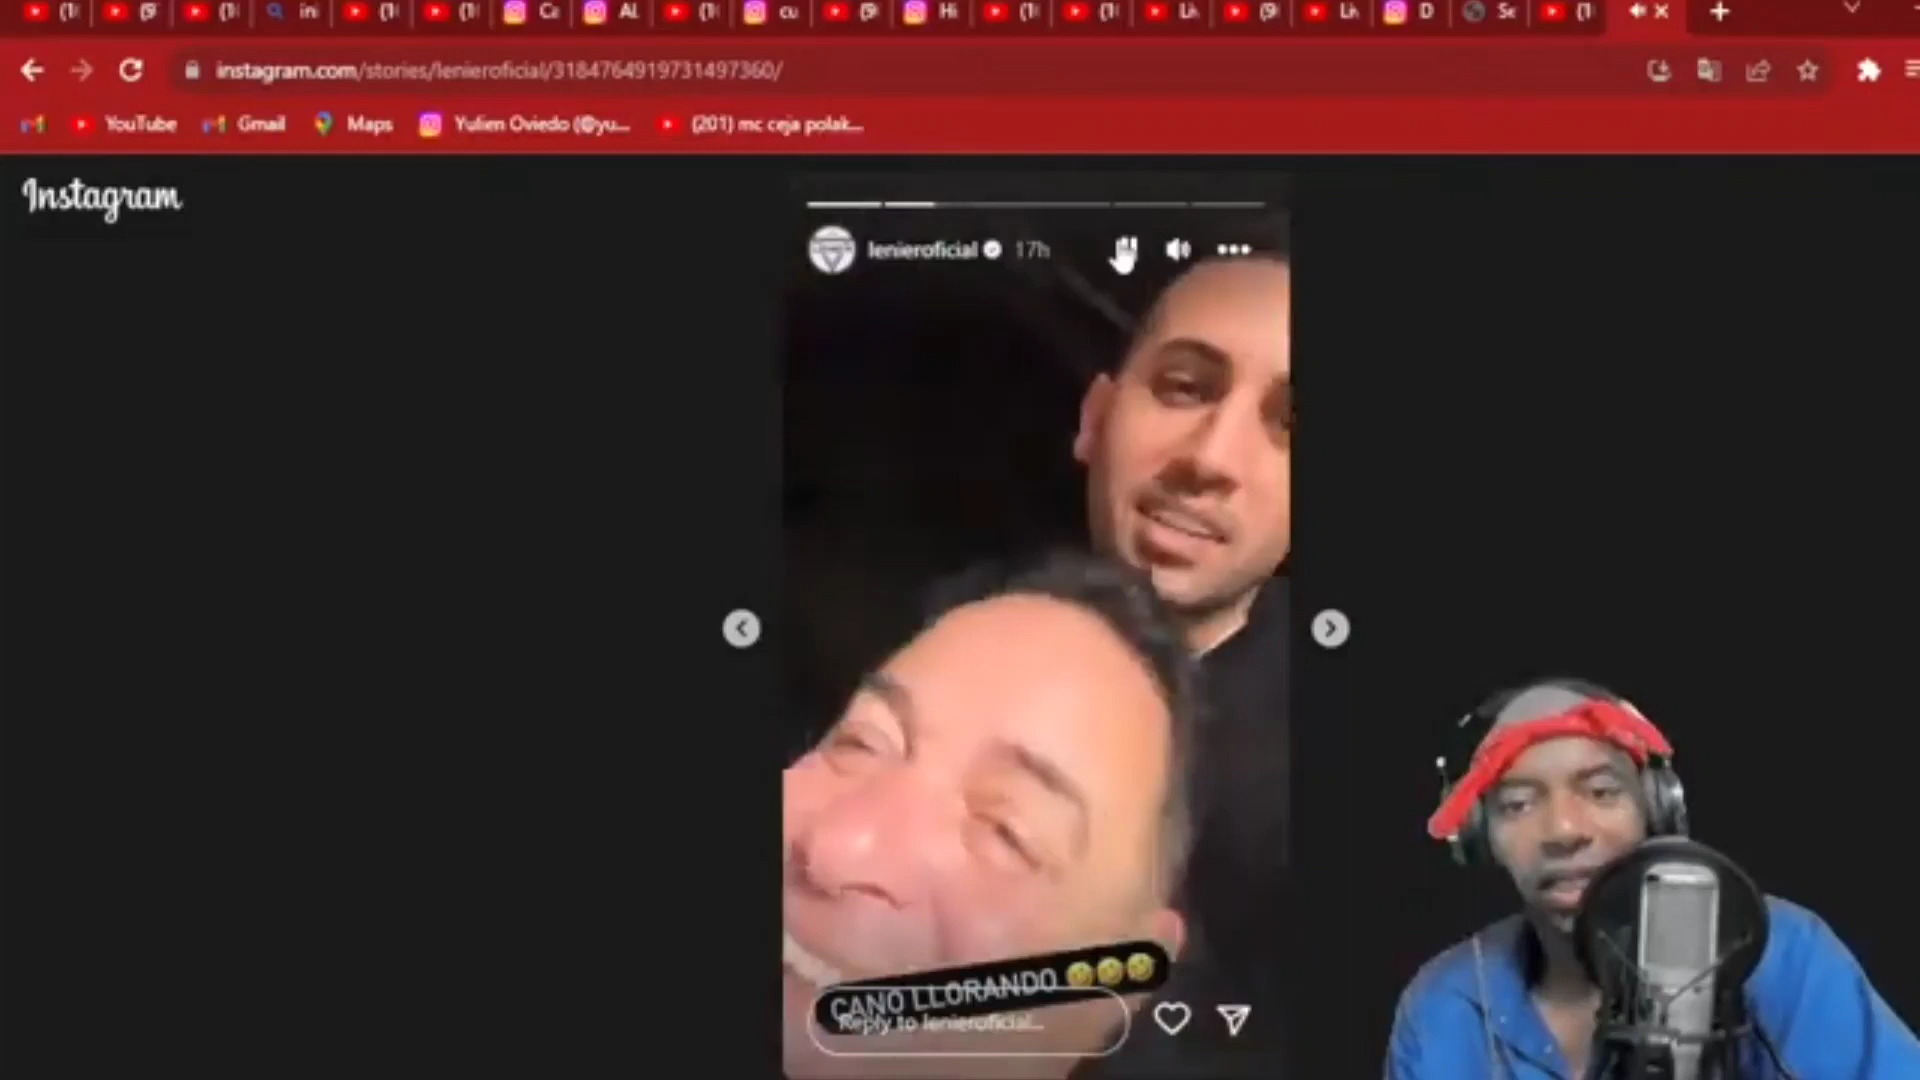 instagram.com/stories/lenieroficial/3184764919731497360/
YouTube
Gmail
Maps
Yulien Oviedo (@yu...
(201) mc ceja polak...
Instagram
lenieroficial 17h
CANO LLORANDO 🤣🤣🤣
Reply to lenieroficial...